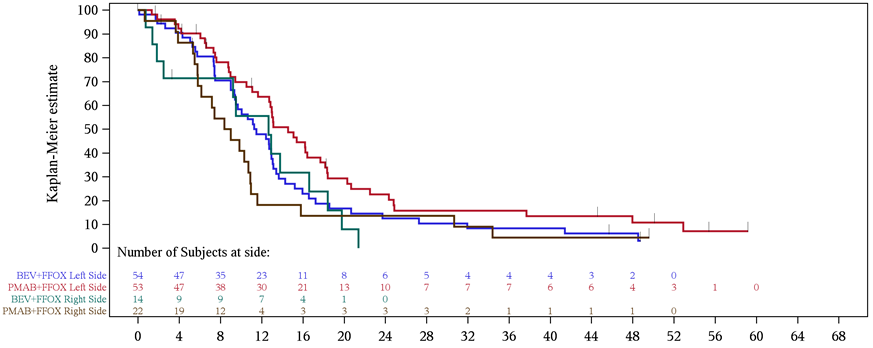 100
90
80
70
60
50
40
30
20
10
0
Kaplan-Meier estimate
Number of Subjects at side:
BEV+FFOX Left Side 54 47 35 23 11 8 6 5 4 4 4 3 2 0
PMAB+FFOX Left Side 53 47 38 30 21 13 10 7 7 7 6 6 4 3 1 0
BEV+FFOX Right Side 14 9 9 7 4 1 0
PMAB+FFOX Right Side 22 19 12 4 3 3 3 3 2 1 1 1 1 0
0 4 8 12 16 20 24 28 32 36 40 44 48 52 56 60 64 68